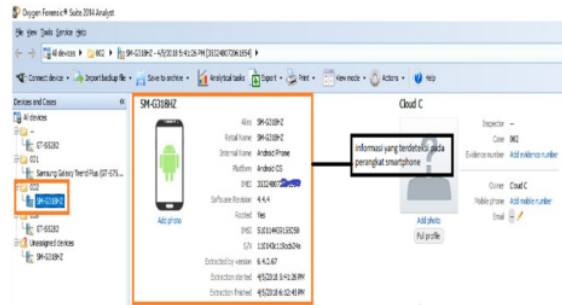 Oxygen Forensic® Suite 2014 Analyst
File View Tools Service Help
All devices 002 SM-G318HZ - 4/5/2018 5:41:26 PM
Connect device Import backup file Save to archive Analytical tasks Export Print View mode Actions Help
Devices and Cases
All devices
--
GT-S5282
001
Samsung Galaxy Trend Plus (GT-S75...
002
SM-G318HZ
GT-S5282
Unassigned devices
SM-G318HZ
SM-G318HZ
Add photo
Alias SM-G318HZ
Retail Name SM-G318HZ
Internal Name Android Phone
Platform Android OS
IMEI
Software Revision 4.4.4
Rooted Yes
IMSI
S/N
Extracted by version 6.4.0.67
Extraction started 4/5/2018 5:41:26 PM
Extraction finished 4/5/2018 6:12:45 PM
informasi yang terdeteksi pada
perangkat smartphone
Cloud C
Add photo
Full profile
Inspector --
Case 002
Evidence number Add evidence number
Owner Cloud C
Mobile phone Add mobile number
Email